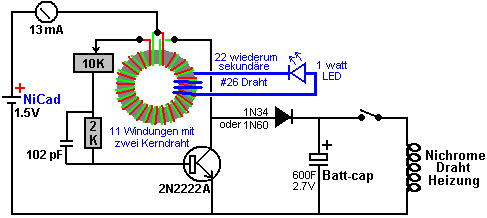 13mA
10K
22 wiederum
sekundäre
#26 Draht
1 watt
LED
+
NiCad
1.5V
2
K
11 Windungen mit
zwei Kerndraht
1N34
oder 1N60
102 pF
2N2222A
+
600F
2.7V
Batt-cap
Nichrome
Draht
Heizung